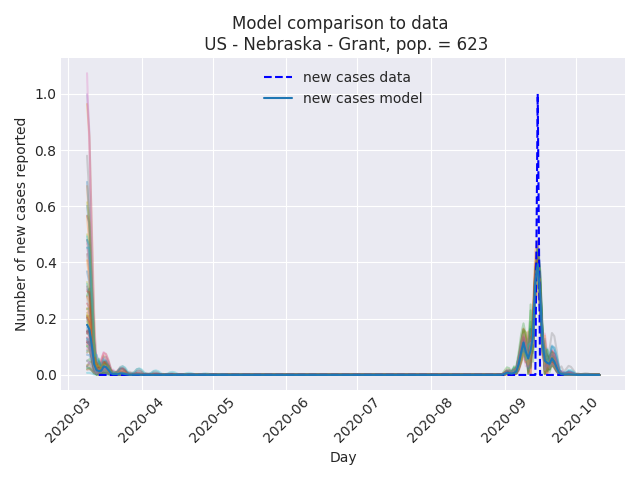 Model comparison to data
US - Nebraska - Grant, pop. = 623
new cases data
new cases model
Number of new cases reported
1.0
0.8
0.6
0.4
0.2
0.0
2020-03
2020-04
2020-05
2020-06
2020-07
2020-08
2020-09
2020-10
Day